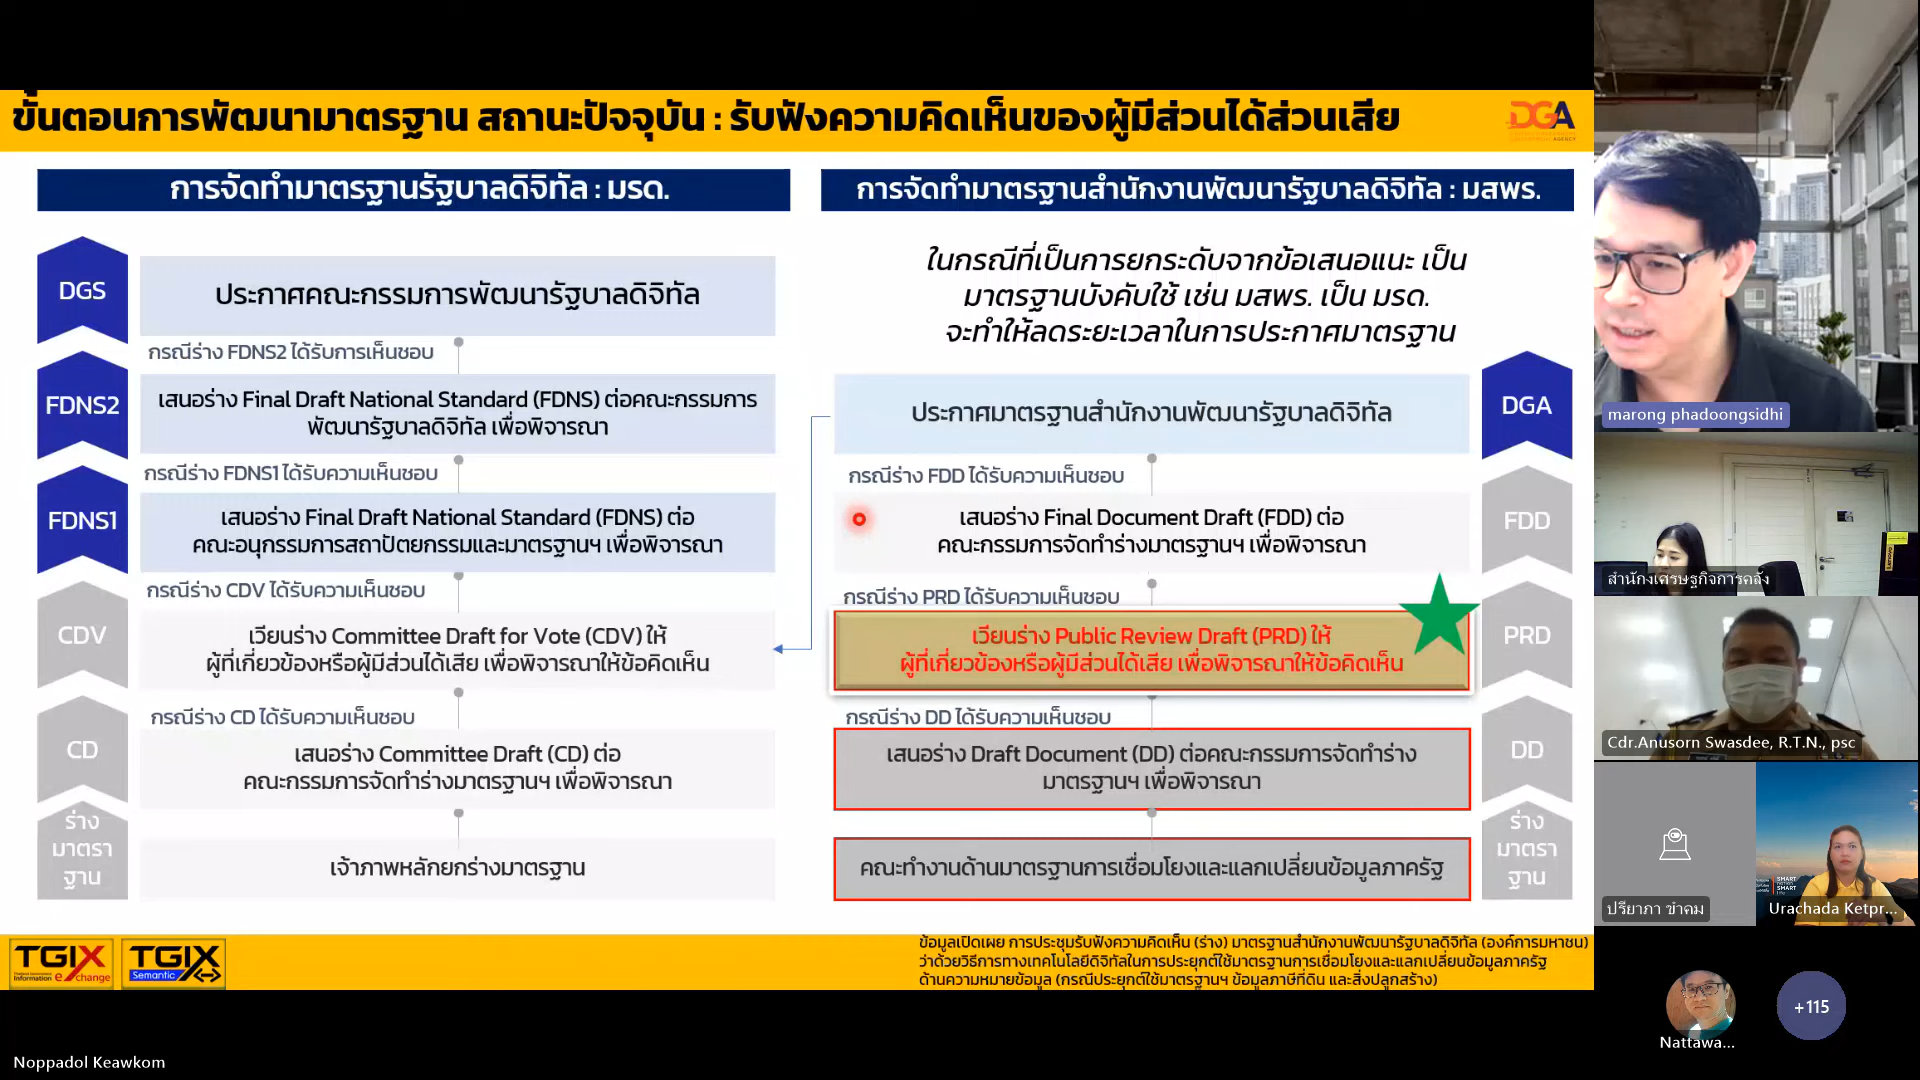 ขั้นตอนการพัฒนามาตรฐาน สถานะปัจจุบัน : รับฟังความคิดเห็นของผู้มีส่วนได้ส่วนเสีย
DGA
AGENCY
การจัดทำมาตรฐานรัฐบาลดิจิทัล : มรด.
DGS
ประกาศคณะกรรมการพัฒนารัฐบาลดิจิทัล
กรณีร่าง FDNS2 ได้รับการเห็นชอบ
FDNS2
เสนอร่าง Final Draft National Standard (FDNS) ต่อคณะกรรมการ
พัฒนารัฐบาลดิจิทัล เพื่อพิจารณา
กรณีร่าง FDNS1 ได้รับความเห็นชอบ
FDNS1
เสนอร่าง Final Draft National Standard (FDNS) ต่อ
คณะอนุกรรมการสถาปัตยกรรมและมาตรฐานฯ เพื่อพิจารณา
กรณีร่าง CDV ได้รับความเห็นชอบ
CDV
เวียนร่าง Committee Draft for Vote (CDV) ให้
ผู้ที่เกี่ยวข้องหรือผู้มีส่วนได้เสีย เพื่อพิจารณาให้ข้อคิดเห็น
กรณีร่าง CD ได้รับความเห็นชอบ
CD
เสนอร่าง Committee Draft (CD) ต่อ
คณะกรรมการจัดทำร่างมาตรฐานฯ เพื่อพิจารณา
ร่าง
มาตรา
ฐาน
เจ้าภาพหลักยกร่างมาตรฐาน
การจัดทำมาตรฐานสำนักงานพัฒนารัฐบาลดิจิทัล : มสพร.
ในกรณีที่เป็นการยกระดับจากข้อเสนอแนะ เป็น
มาตรฐานบังคับใช้ เช่น มสพร. เป็น มรด.
จะทำให้ลดระยะเวลาในการประกาศมาตรฐาน
ประกาศมาตรฐานสำนักงานพัฒนารัฐบาลดิจิทัล
DGA
กรณีร่าง FDD ได้รับความเห็นชอบ
เสนอร่าง Final Document Draft (FDD) ต่อ
คณะกรรมการจัดทำร่างมาตรฐานฯ เพื่อพิจารณา
FDD
กรณีร่าง PRD ได้รับความเห็นชอบ
เวียนร่าง Public Review Draft (PRD) ให้
ผู้ที่เกี่ยวข้องหรือผู้มีส่วนได้เสีย เพื่อพิจารณาให้ข้อคิดเห็น
PRD
กรณีร่าง DD ได้รับความเห็นชอบ
เสนอร่าง Draft Document (DD) ต่อคณะกรรมการจัดทำร่าง
มาตรฐานฯ เพื่อพิจารณา
DD
คณะทำงานด้านมาตรฐานการเชื่อมโยงและแลกเปลี่ยนข้อมูลภาครัฐ
ร่าง
มาตรา
ฐาน
TGIX
Information exchange
TGIX
Semantic
ข้อมูลเปิดเผย การประชุมรับฟังความคิดเห็น (ร่าง) มาตรฐานสำนักงานพัฒนารัฐบาลดิจิทัล (องค์การมหาชน)
ว่าด้วยวิธีการทางเทคโนโลยีดิจิทัลในการประยุกต์ใช้มาตรฐานการเชื่อมโยงและแลกเปลี่ยนข้อมูลภาครัฐ
ด้านความหมายข้อมูล (กรณีประยุกต์ใช้มาตรฐานฯ ข้อมูลภาษีที่ดิน และสิ่งปลูกสร้าง)
Noppadol Keawkom
marong phadoongsidhi
สำนักงเศรษฐกิจการคลัง
Cdr.Anusorn Swasdee, R.T.N., psc
ปรียาภา ขำคม
SMART
SMART
Urachada Ketpr...
Nattawa...
+115